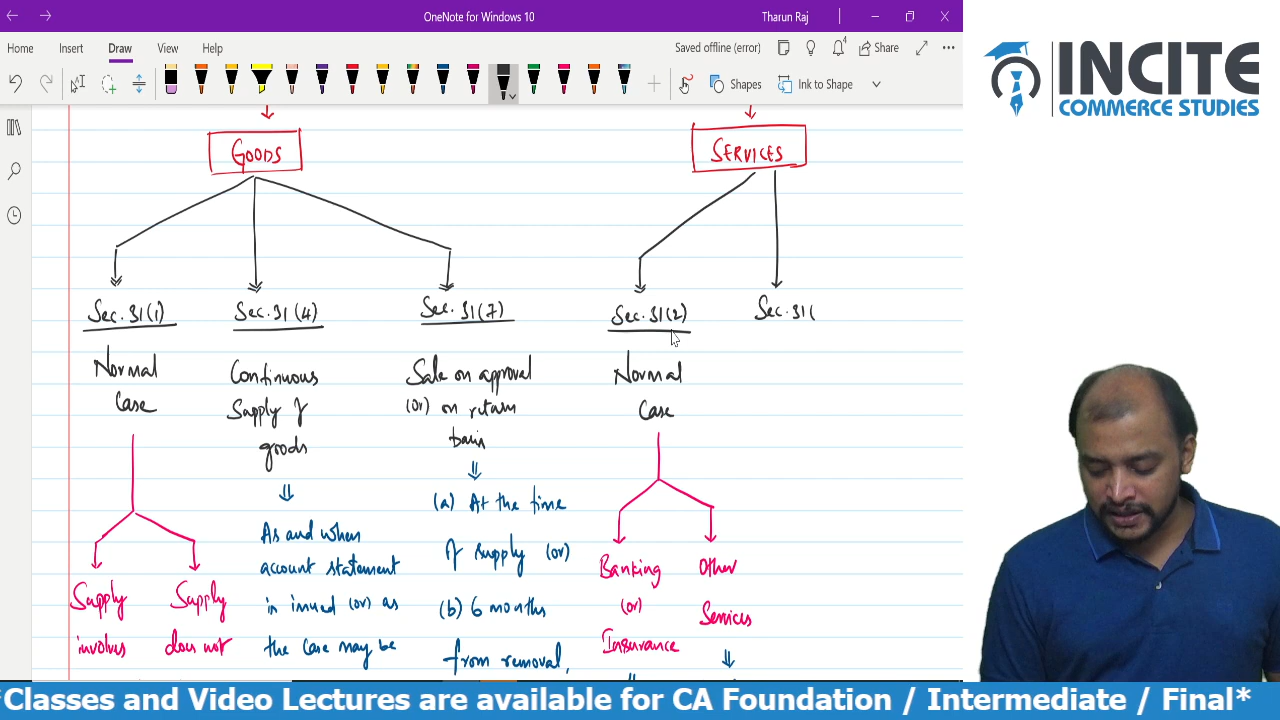 OneNote for Windows 10
Tharun Raj
Home Insert Draw View Help
Saved offline (error)
4
Share
Shapes
Ink to Shape
INCITE
COMMERCE STUDIES
GOODS
SERVICES
Sec.31(1)
Sec.31(4)
Sec.31(7)
Sec.31(2)
Sec.31(
Normal
Case
Continuous
Supply of
goods
Sale on approval
(or) on return
basis
Normal
Case
Supply
involves
Supply
does not
As and when
account statement
is issued (or) as
the case may be
(a) At the time
of supply (or)
(b) 6 months
from removal,
Banking
(or)
Insurance
Other
Services
*Classes and Video Lectures are available for CA Foundation / Intermediate / Final*